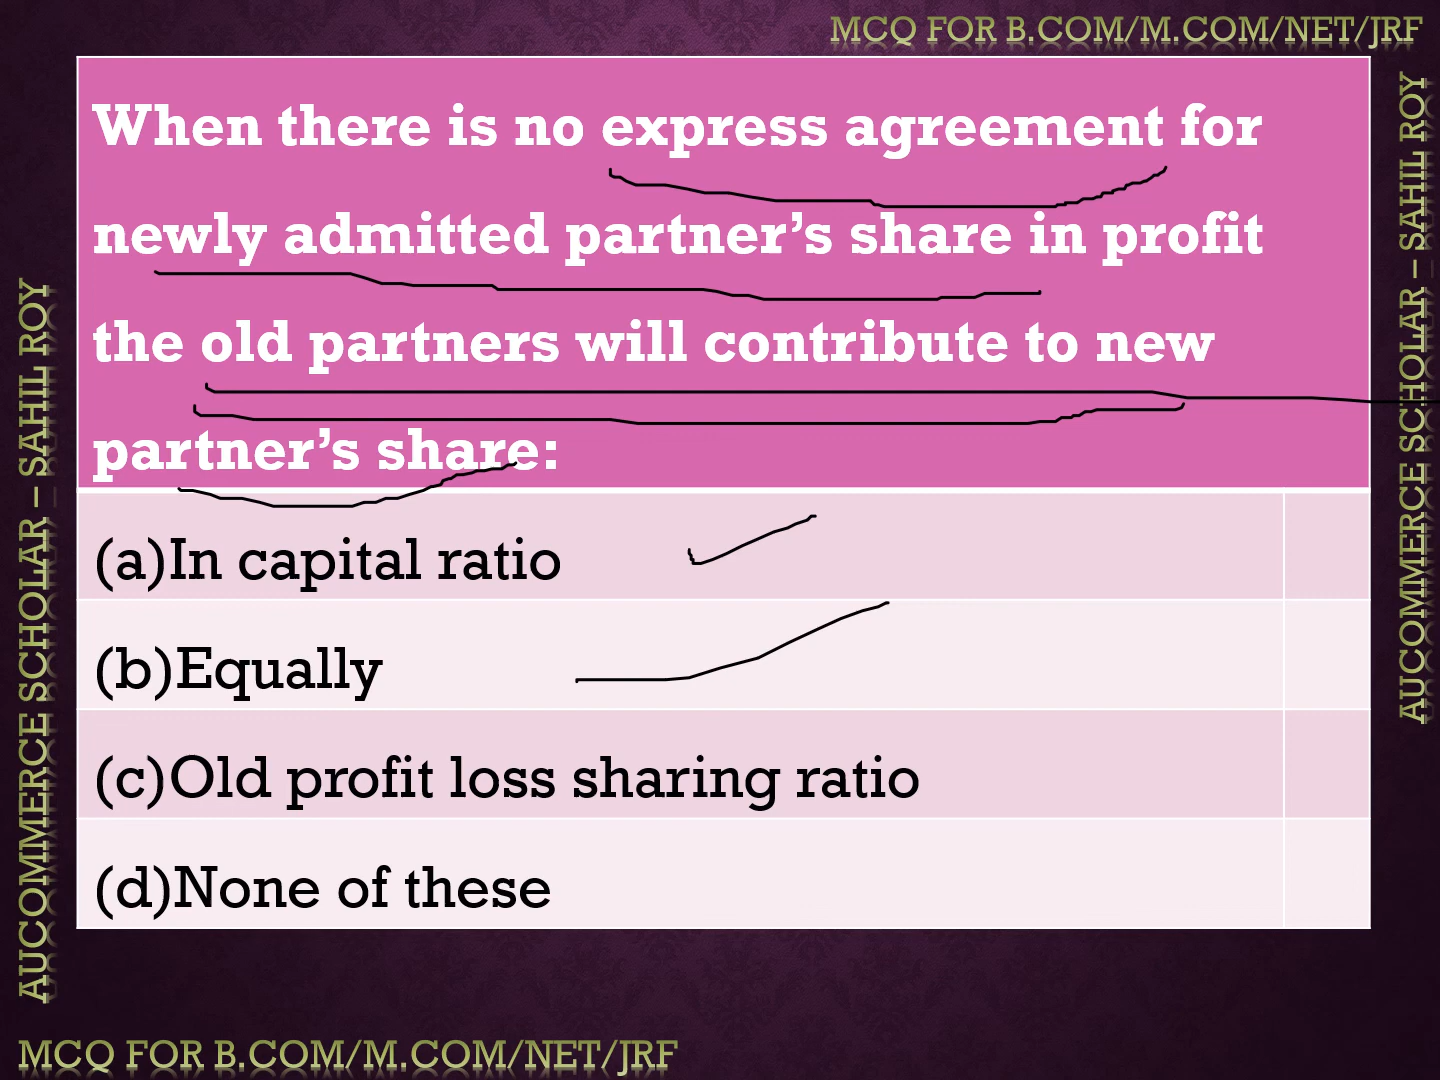 MCQ FOR B.COM/M.COM/NET/JRF
When there is no express agreement for
newly admitted partner’s share in profit
the old partners will contribute to new
partner’s share:
(a)In capital ratio
(b)Equally
(c)Old profit loss sharing ratio
(d)None of these
AUCOMMERCE SCHOLAR – SAHIL ROY
AUCOMMERCE SCHOLAR – SAHIL ROY
MCQ FOR B.COM/M.COM/NET/JRF